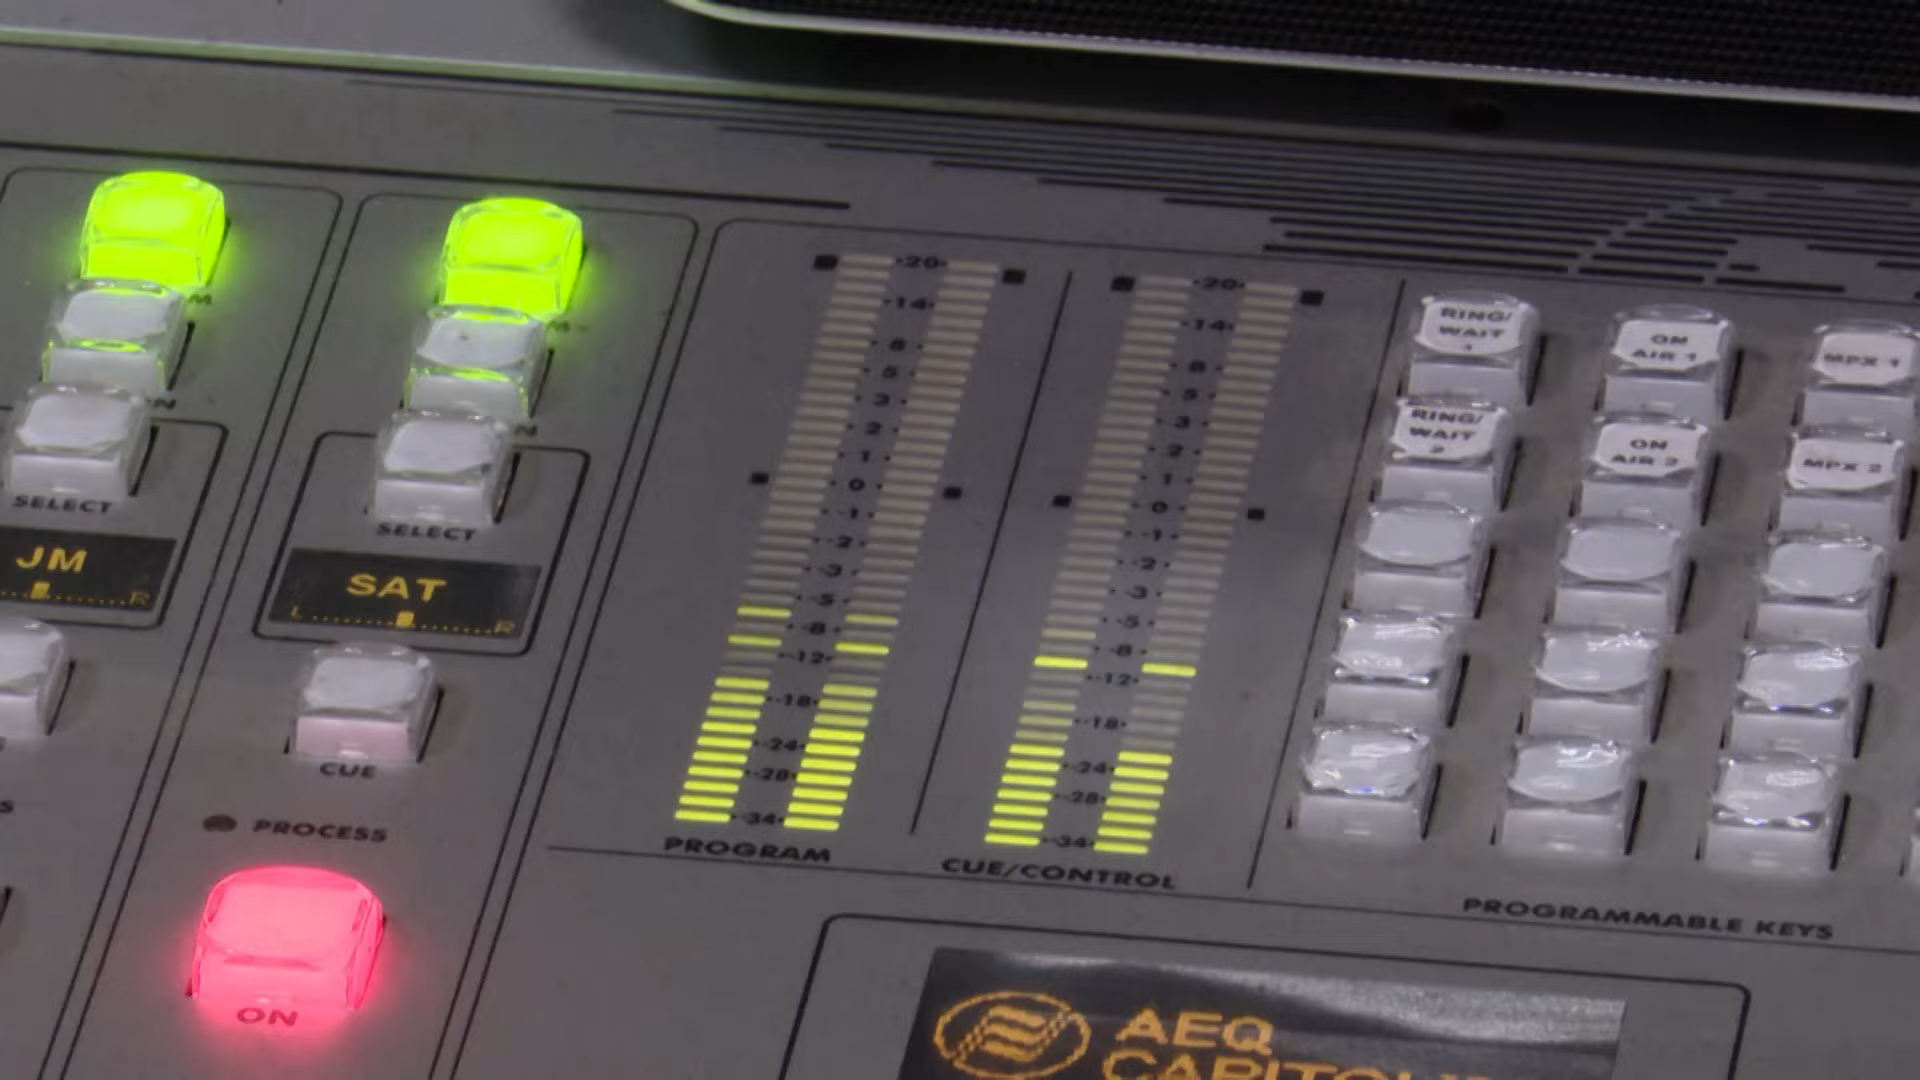 SELECT
JM
R
SELECT
SAT
L R
CUE
PROCESS
ON
20
14
8
5
3
2
1
0
-1
-2
-3
-5
-8
-12
-18
-24
-28
-34
PROGRAM
20
14
8
5
3
2
1
0
-1
-2
-3
-5
-8
-12
-18
-24
-28
-34
CUE/CONTROL
RING/
WAIT
1
ON
AIR 1
MPX 1
RING/
WAIT
2
ON
AIR 2
MPX 2
PROGRAMMABLE KEYS
AEQ